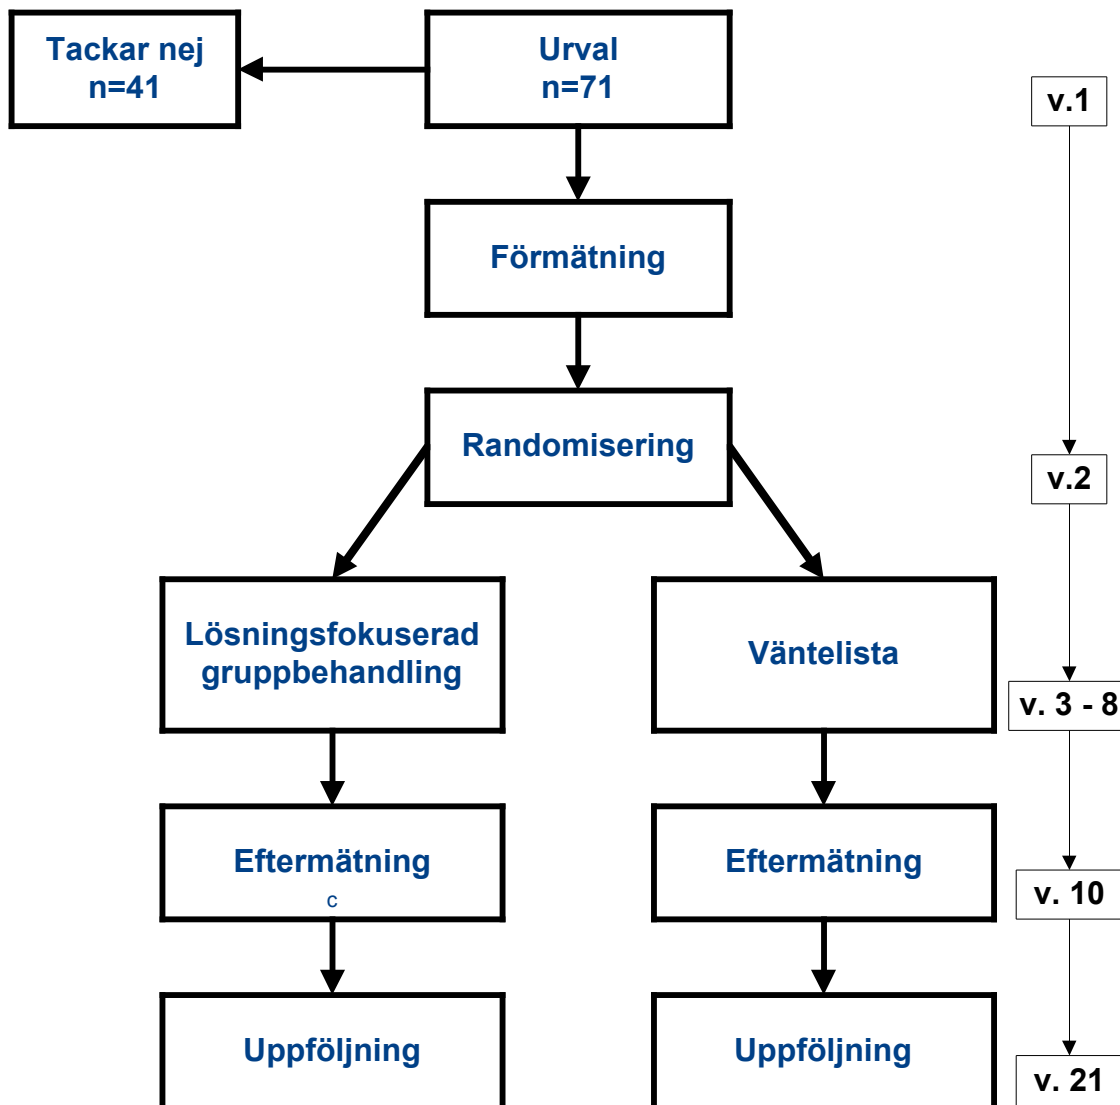 Tackar nej
n=41
Urval
n=71
v.1
Förmätning
Randomisering
v.2
Lösningsfokuserad
gruppbehandling
Väntelista
v. 3 - 8
Eftermätning
c
Eftermätning
v. 10
Uppföljning
Uppföljning
v. 21